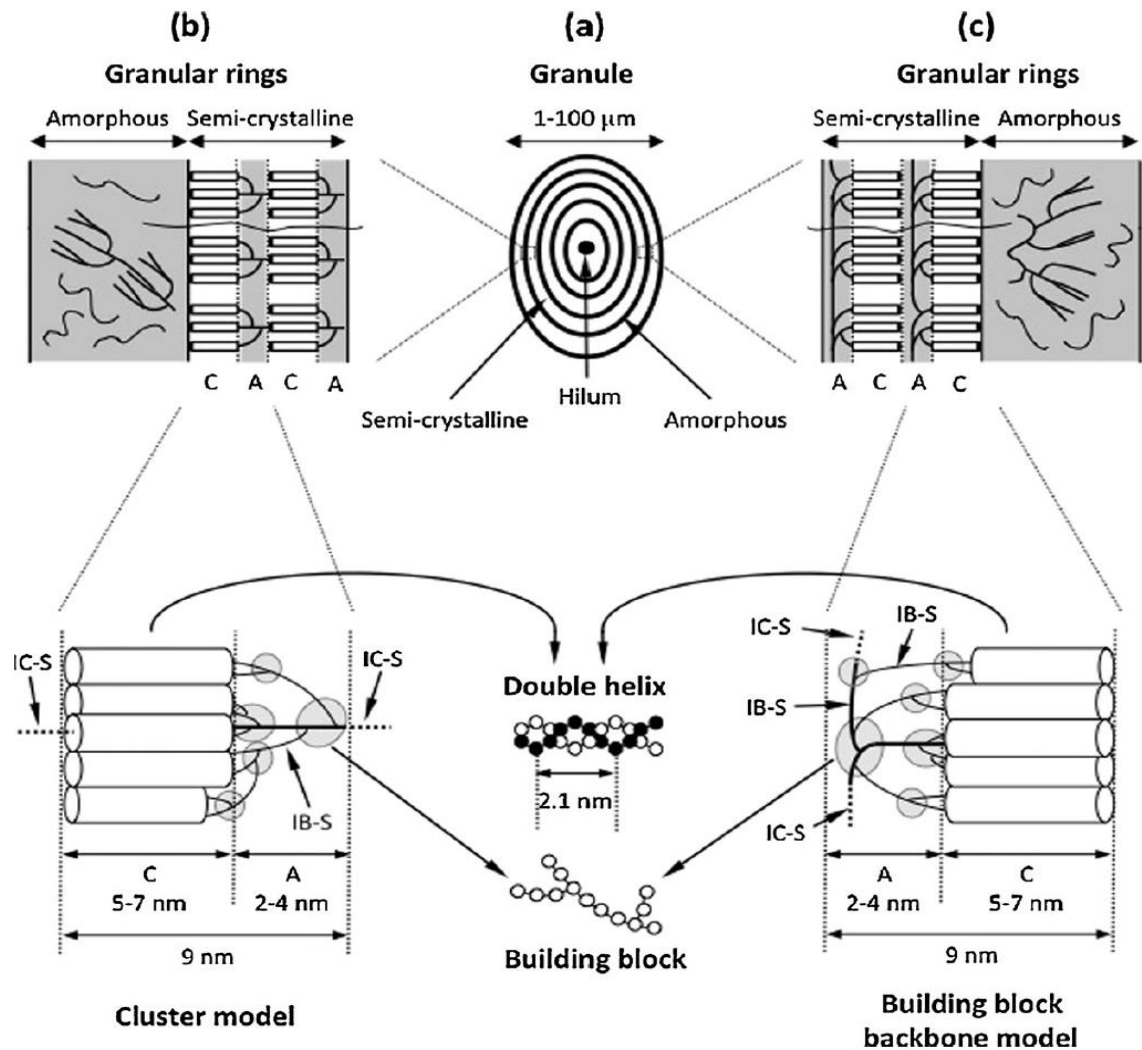 (b)
Granular rings
Amorphous Semi-crystalline
C A C A
(a)
Granule
1-100 μm
Semi-crystalline
Hilum
Amorphous
(c)
Granular rings
Semi-crystalline Amorphous
A C A C
IC-S
IC-S
IB-S
C
5-7 nm
A
2-4 nm
9 nm
Cluster model
Double helix
2.1 nm
Building block
IC-S
IB-S
IB-S
IC-S
A
2-4 nm
C
5-7 nm
9 nm
Building block
backbone model